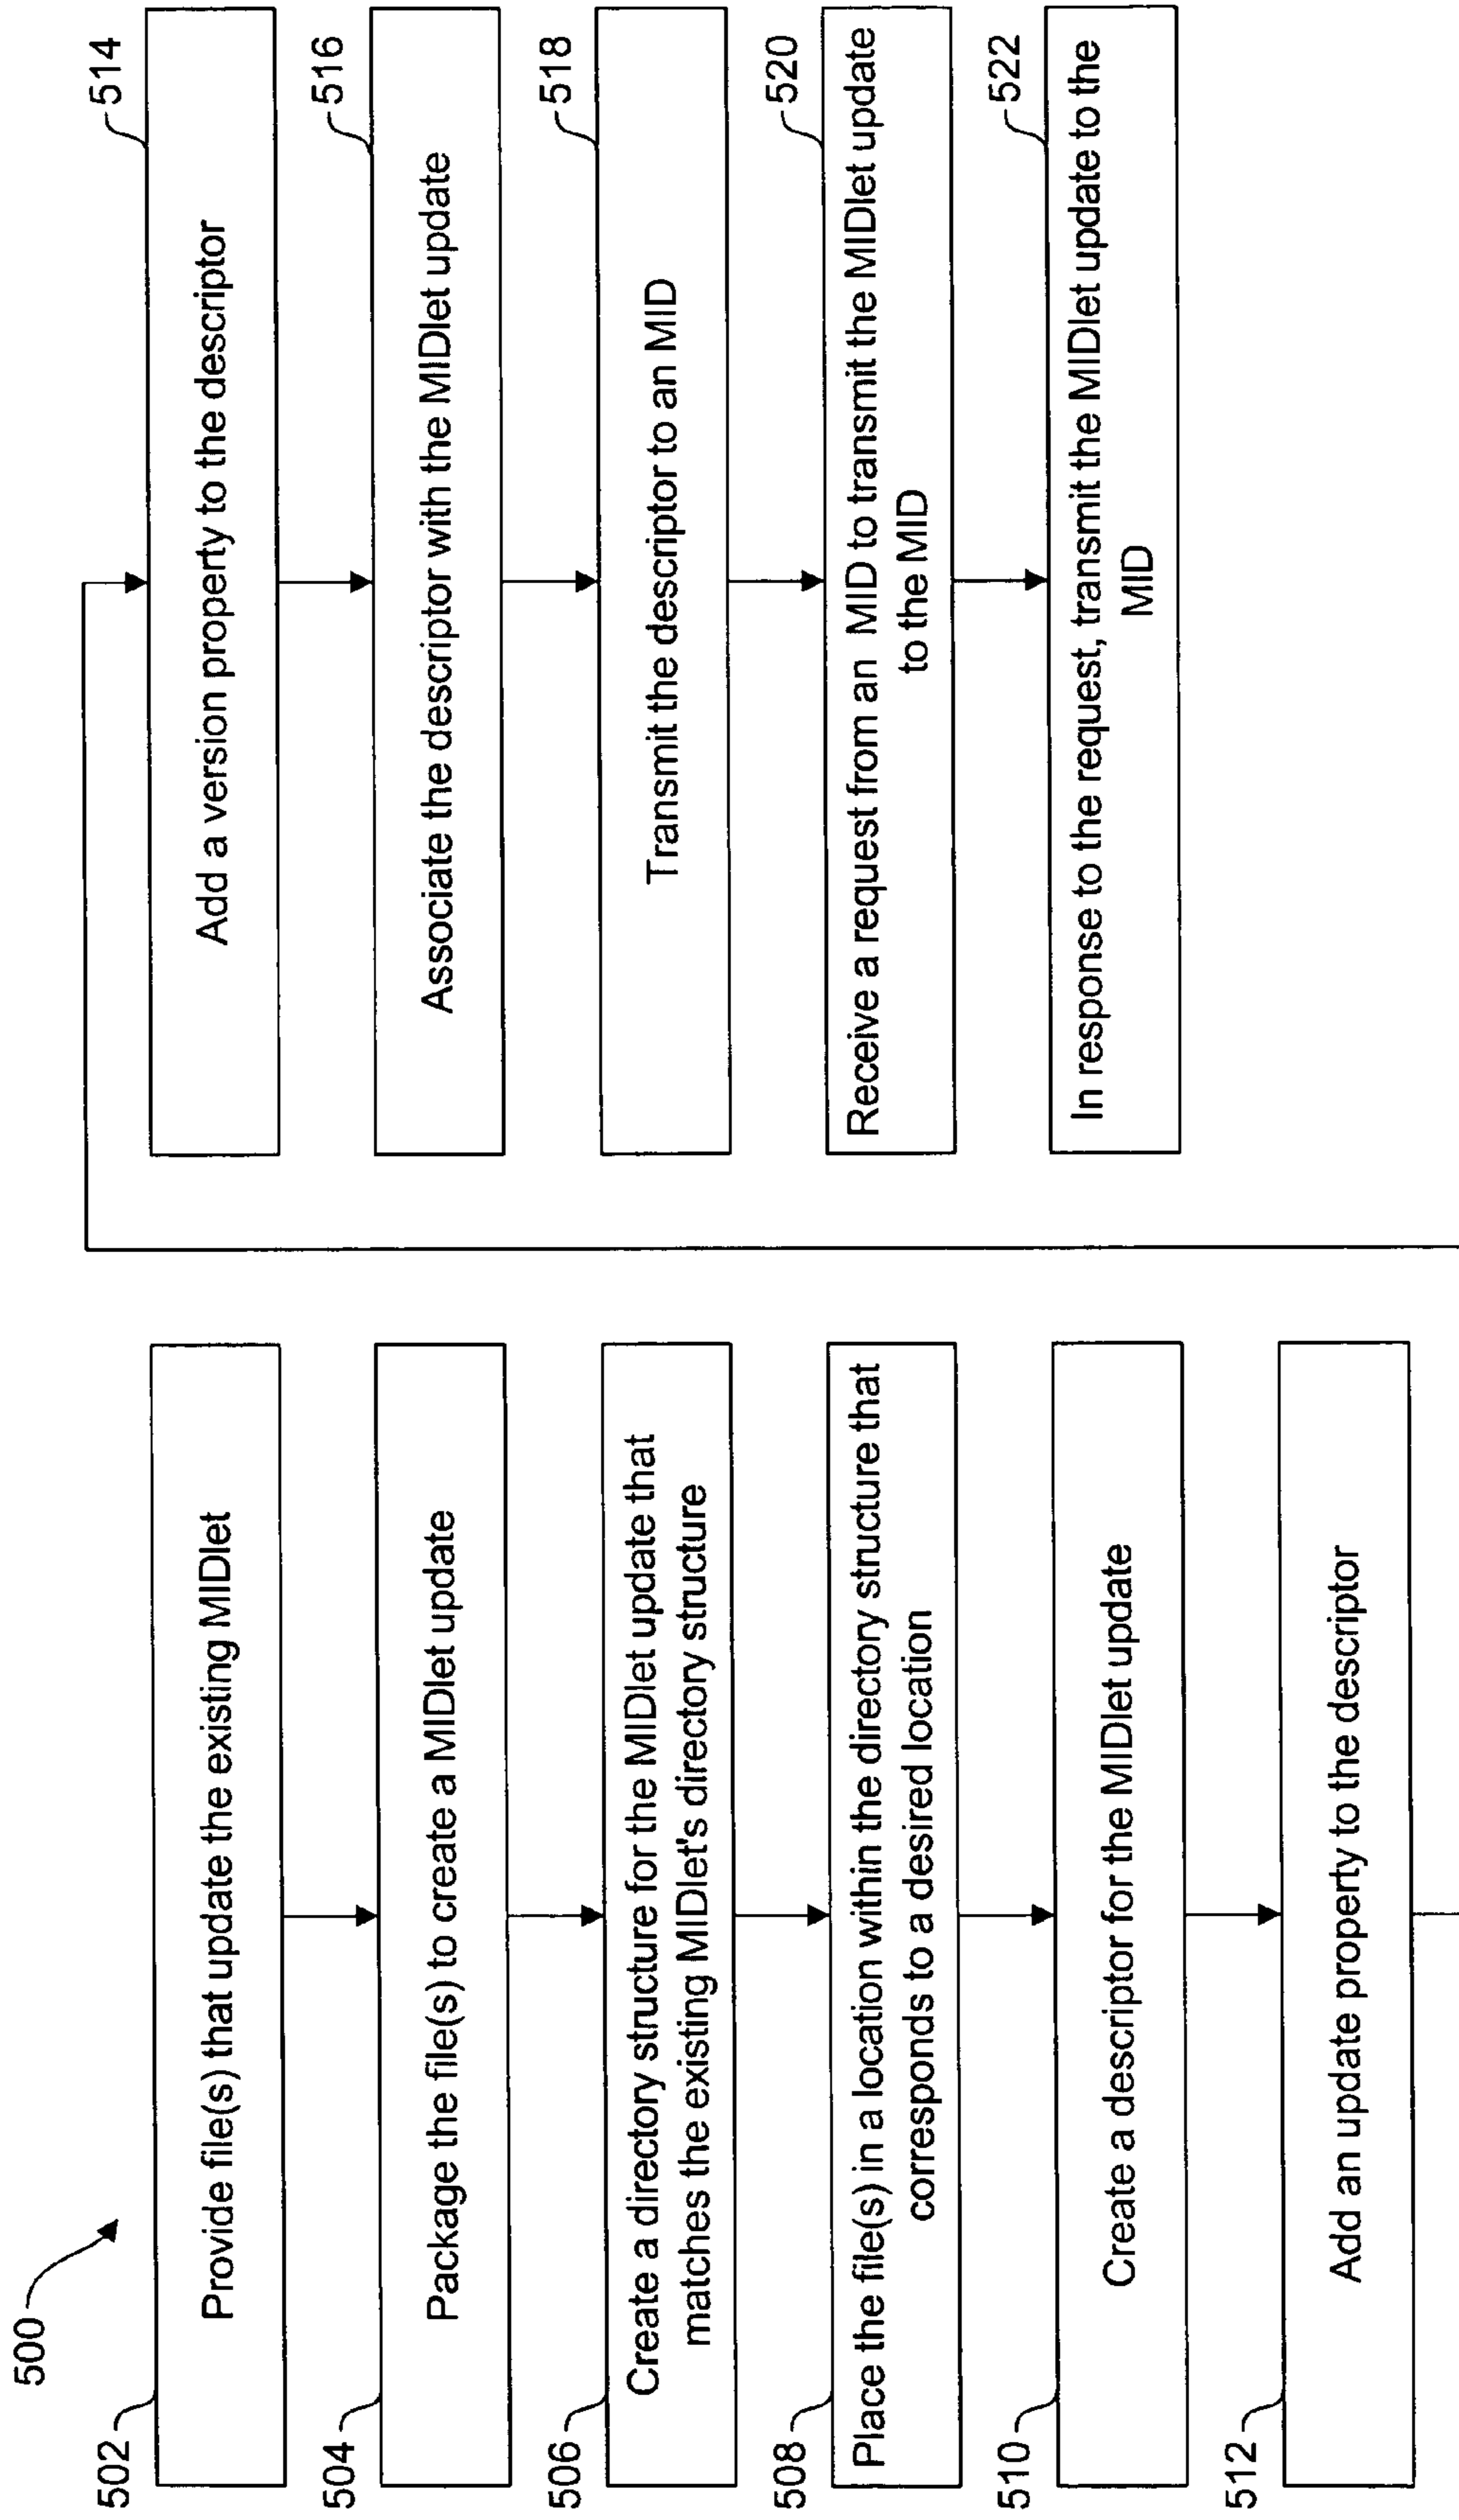 500
502
Provide file(s) that update the existing MIDlet
504
Package the file(s) to create a MIDlet update
506
Create a directory structure for the MIDlet update that
matches the existing MIDlet's directory structure
508
Place the file(s) in a location within the directory structure that
corresponds to a desired location
510
Create a descriptor for the MIDlet update
512
Add an update property to the descriptor
514
Add a version property to the descriptor
516
Associate the descriptor with the MIDlet update
518
Transmit the descriptor to an MID
520
Receive a request from an MID to transmit the MIDlet update
to the MID
522
In response to the request, transmit the MIDlet update to the
MID